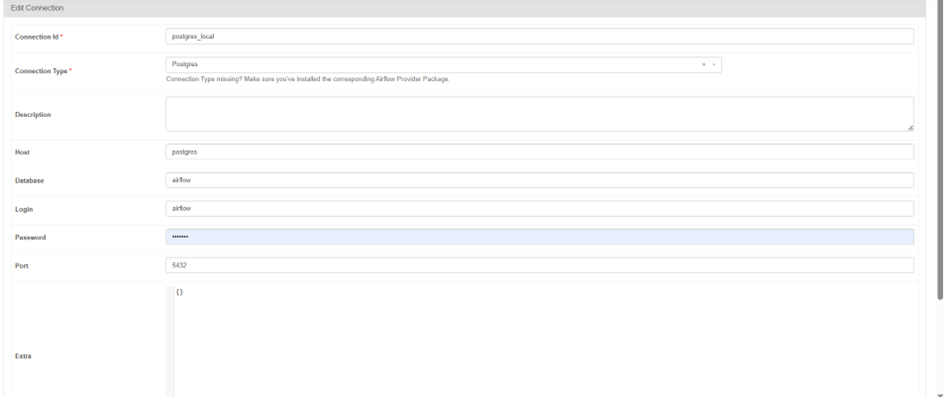 Edit Connection
Connection Id *
postgres_local
Connection Type *
Postgres
Connection Type missing? Make sure you've installed the corresponding Airflow Provider Package.
Description
Host
postgres
Database
airflow
Login
airflow
Password
•••••••
Port
5432
Extra
{}